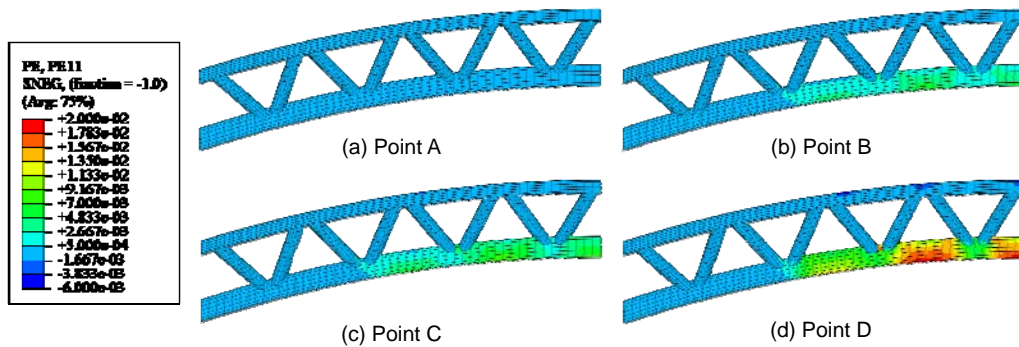 PE, PE11
SNEG, (fraction = -1.0)
(Avg: 75%)
+2.000e-02
+1.783e-02
+1.567e-02
+1.350e-02
+1.133e-02
+9.167e-03
+7.000e-03
+4.833e-03
+2.667e-03
+5.000e-04
-1.667e-03
-3.833e-03
-6.000e-03
(a) Point A
(b) Point B
(c) Point C
(d) Point D